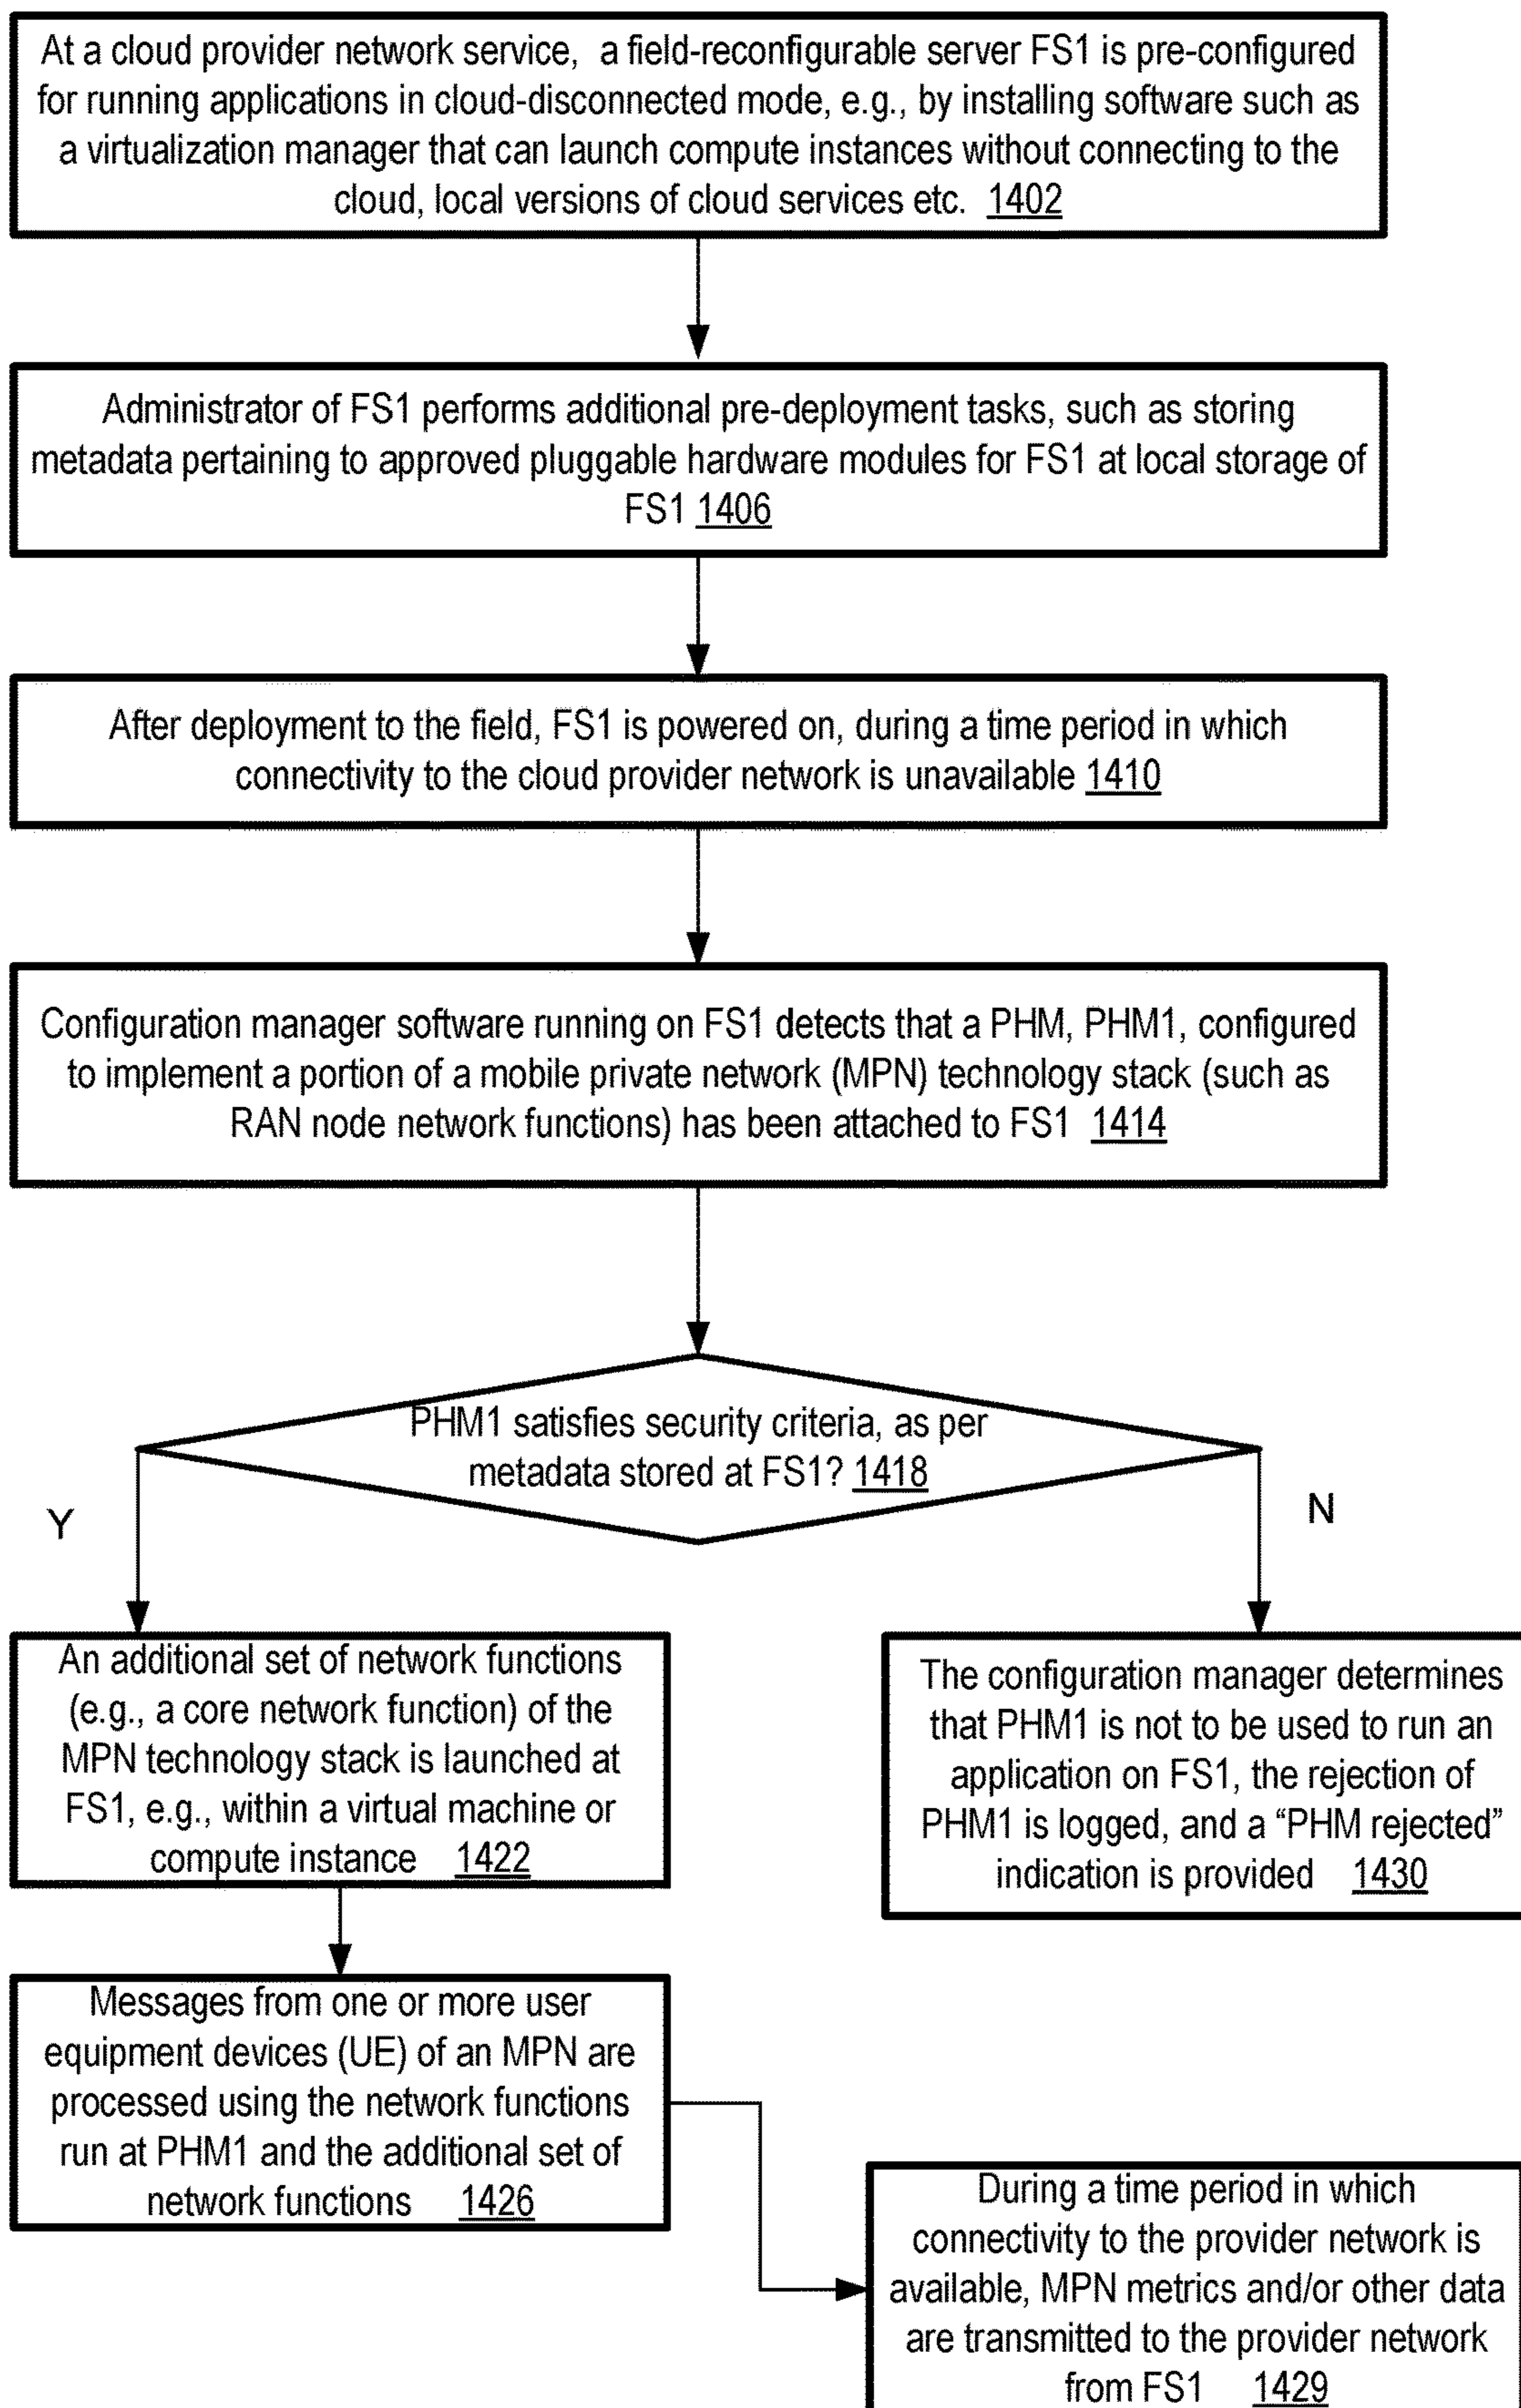 At a cloud provider network service, a field-reconfigurable server FS1 is pre-configured
for running applications in cloud-disconnected mode, e.g., by installing software such as
a virtualization manager that can launch compute instances without connecting to the
cloud, local versions of cloud services etc. 1402
Administrator of FS1 performs additional pre-deployment tasks, such as storing
metadata pertaining to approved pluggable hardware modules for FS1 at local storage of
FS1 1406
After deployment to the field, FS1 is powered on, during a time period in which
connectivity to the cloud provider network is unavailable 1410
Configuration manager software running on FS1 detects that a PHM, PHM1, configured
to implement a portion of a mobile private network (MPN) technology stack (such as
RAN node network functions) has been attached to FS1 1414
PHM1 satisfies security criteria, as per
metadata stored at FS1? 1418
Y
N
An additional set of network functions
(e.g., a core network function) of the
MPN technology stack is launched at
FS1, e.g., within a virtual machine or
compute instance 1422
The configuration manager determines
that PHM1 is not to be used to run an
application on FS1, the rejection of
PHM1 is logged, and a “PHM rejected”
indication is provided 1430
Messages from one or more user
equipment devices (UE) of an MPN are
processed using the network functions
run at PHM1 and the additional set of
network functions 1426
During a time period in which
connectivity to the provider network is
available, MPN metrics and/or other data
are transmitted to the provider network
from FS1 1429